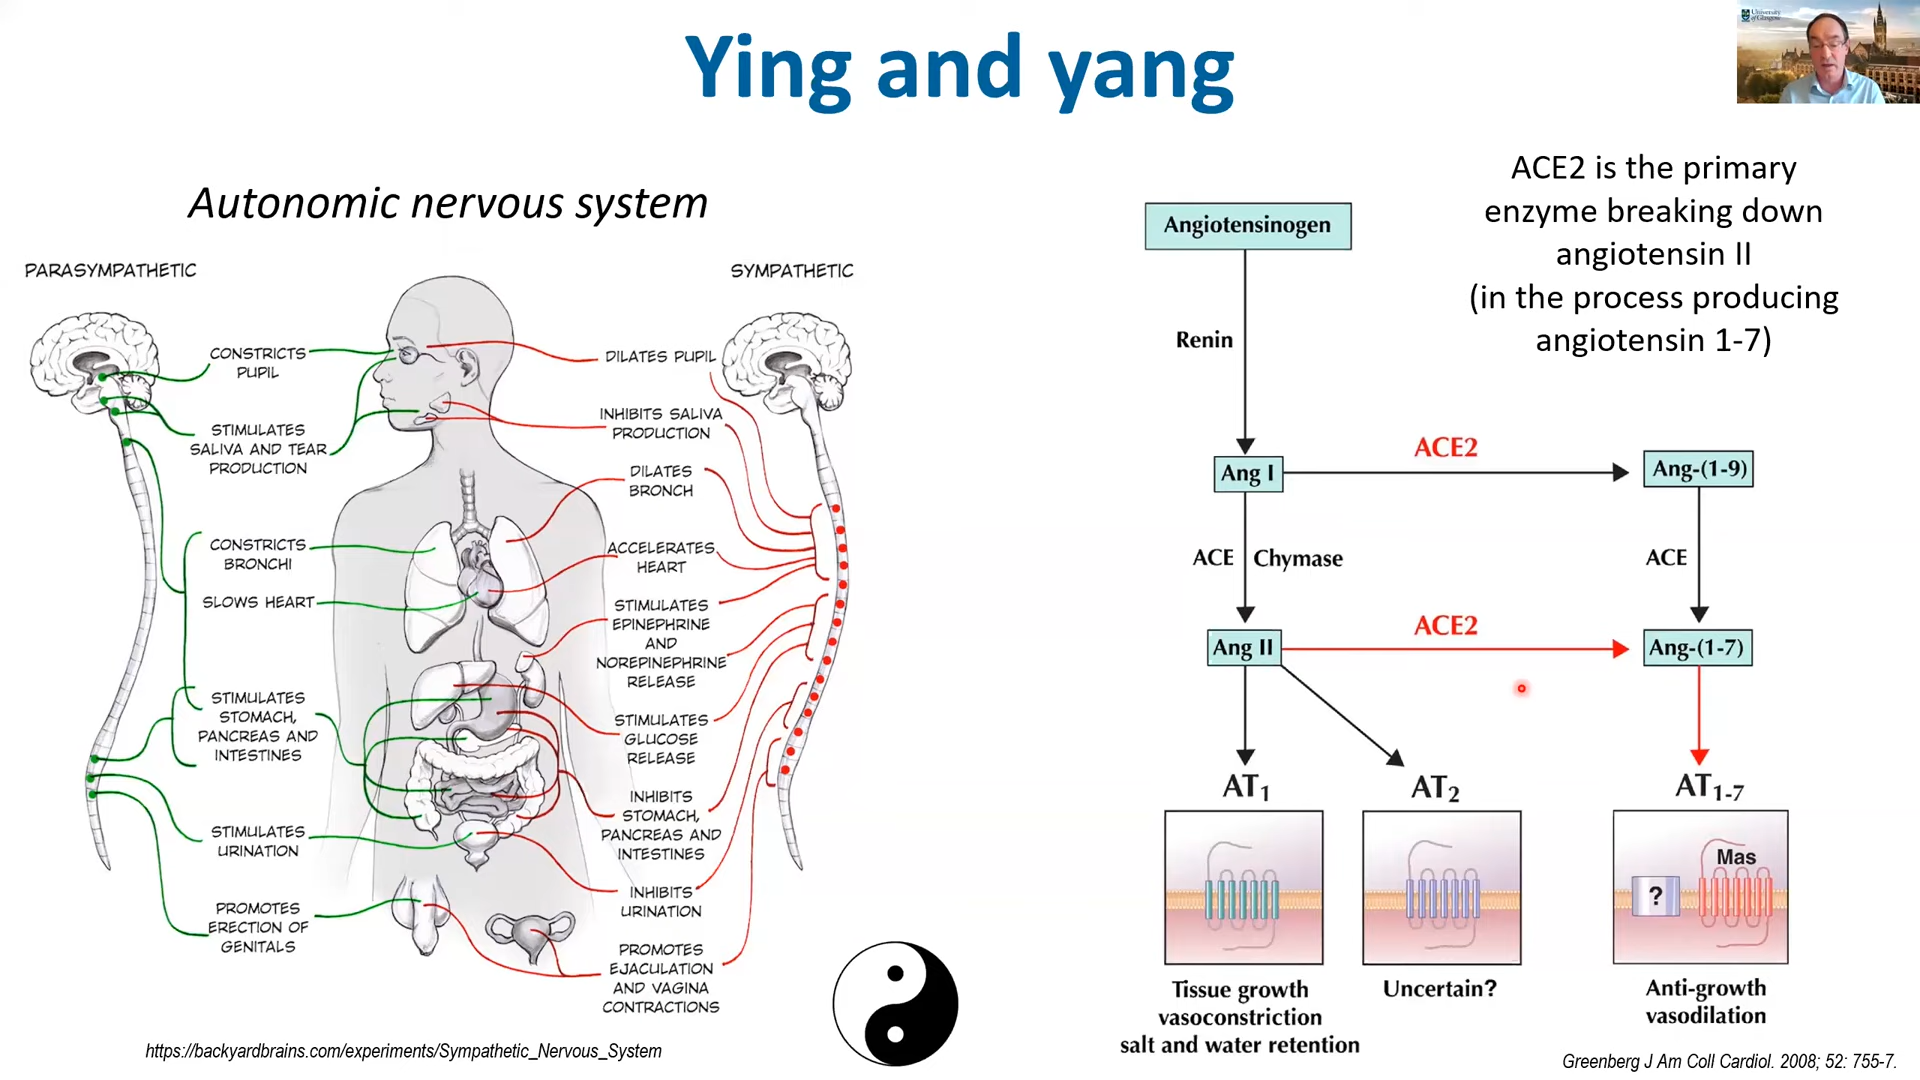 Ying and yang
University
of Glasgow
Autonomic nervous system
PARASYMPATHETIC
SYMPATHETIC
CONSTRICTS
PUPIL
STIMULATES
SALIVA AND TEAR
PRODUCTION
CONSTRICTS
BRONCHI
SLOWS HEART
STIMULATES
STOMACH,
PANCREAS AND
INTESTINES
STIMULATES
URINATION
PROMOTES
ERECTION OF
GENITALS
DILATES PUPIL
INHIBITS SALIVA
PRODUCTION
DILATES
BRONCH
ACCELERATES
HEART
STIMULATES
EPINEPHRINE
AND
NOREPINEPHRINE
RELEASE
STIMULATES
GLUCOSE
RELEASE
INHIBITS
STOMACH,
PANCREAS AND
INTESTINES
INHIBITS
URINATION
PROMOTES
EJACULATION
AND VAGINA
CONTRACTIONS
https://backyardbrains.com/experiments/Sympathetic_Nervous_System
ACE2 is the primary
enzyme breaking down
angiotensin II
(in the process producing
angiotensin 1-7)
Angiotensinogen
Renin
Ang I
ACE2
Ang-(1-9)
ACE Chymase
ACE
Ang II
ACE2
Ang-(1-7)
AT1
AT2
AT1-7
?
Mas
Tissue growth
vasoconstriction
salt and water retention
Uncertain?
Anti-growth
vasodilation
Greenberg J Am Coll Cardiol. 2008; 52: 755-7.